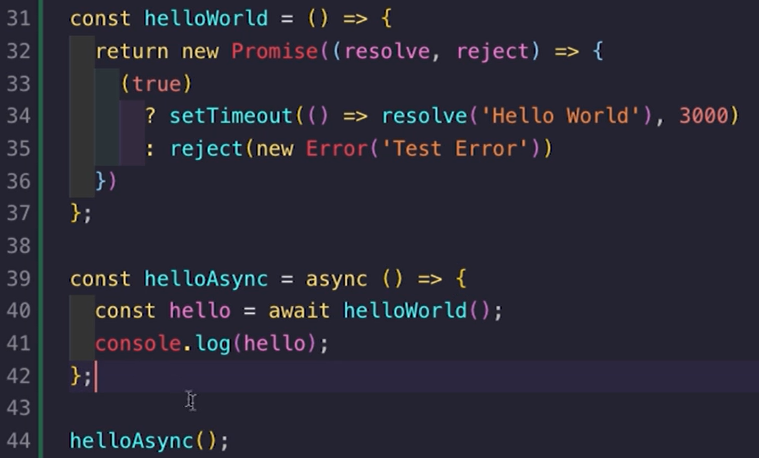 31 const helloWorld = () => {
32 return new Promise((resolve, reject) => {
33 (true)
34 ? setTimeout(() => resolve('Hello World'), 3000)
35 : reject(new Error('Test Error'))
36 })
37 };
38
39 const helloAsync = async () => {
40 const hello = await helloWorld();
41 console.log(hello);
42 };
43
44 helloAsync();